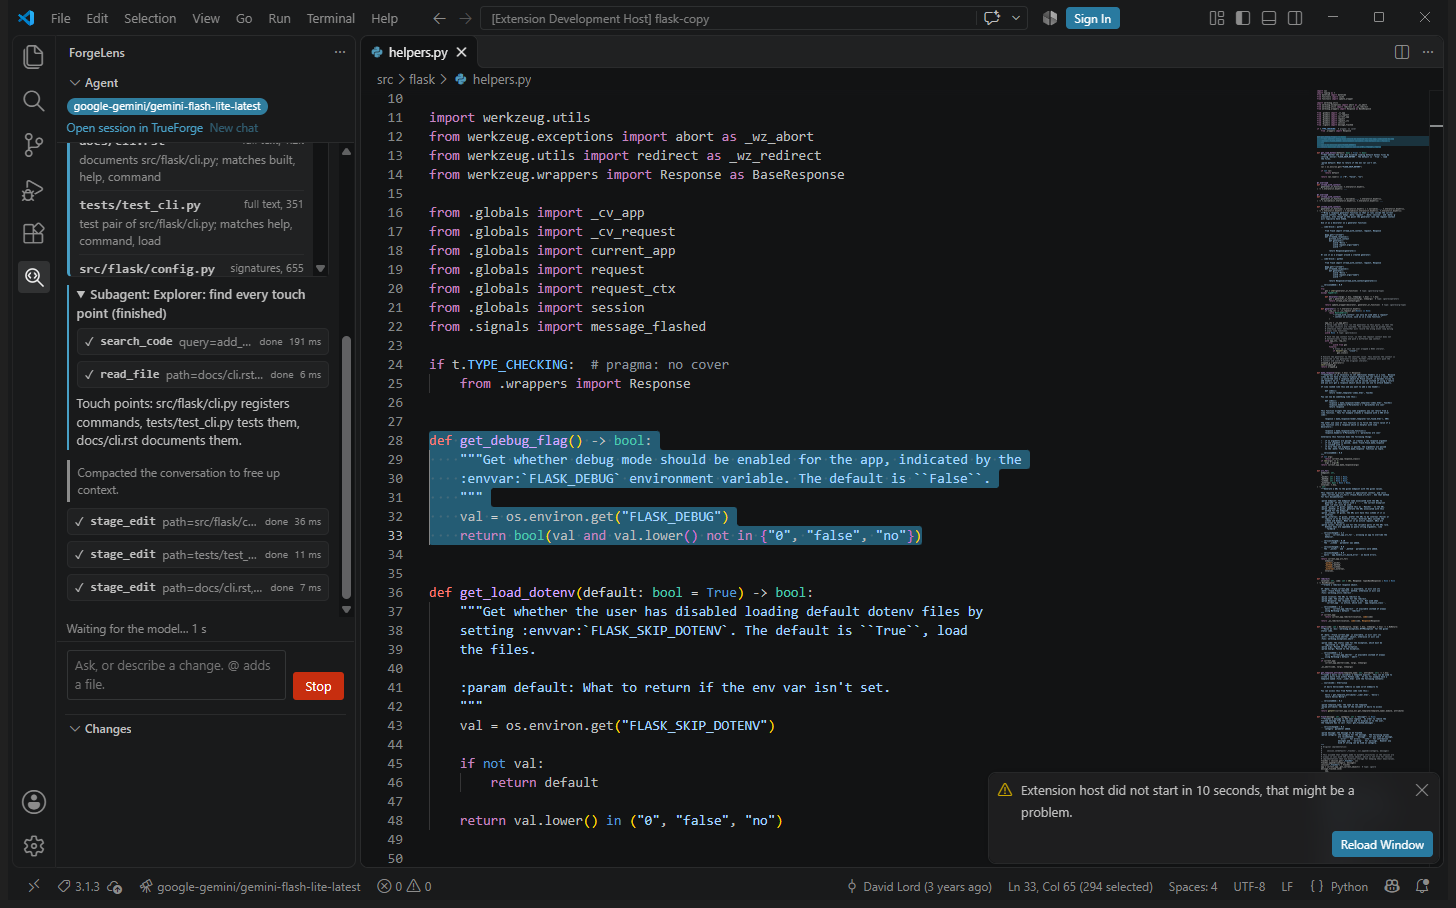 File Edit Selection View Go Run Terminal Help
[Extension Development Host] flask-copy
Sign In
ForgeLens
Agent
google-gemini/gemini-flash-lite-latest
Open session in TrueForge New chat
documents src/flask/cli.py; matches built,
help, command
tests/test_cli.py full text, 351
test pair of src/flask/cli.py; matches help,
command, load
src/flask/config.py signatures, 655
▼ Subagent: Explorer: find every touch
point (finished)
✓ search_code query=add_... done 191 ms
✓ read_file path=docs/cli.rst... done 6 ms
Touch points: src/flask/cli.py registers
commands, tests/test_cli.py tests them,
docs/cli.rst documents them.
Compacted the conversation to free up
context.
✓ stage_edit path=src/flask/c... done 36 ms
✓ stage_edit path=tests/test_... done 11 ms
✓ stage_edit path=docs/cli.rst,... done 7 ms
Waiting for the model... 1 s
Ask, or describe a change. @ adds
a file.
Stop
Changes
helpers.py
src > flask > helpers.py
10
11 import werkzeug.utils
12 from werkzeug.exceptions import abort as _wz_abort
13 from werkzeug.utils import redirect as _wz_redirect
14 from werkzeug.wrappers import Response as BaseResponse
15
16 from .globals import _cv_app
17 from .globals import _cv_request
18 from .globals import current_app
19 from .globals import request
20 from .globals import request_ctx
21 from .globals import session
22 from .signals import message_flashed
23
24 if t.TYPE_CHECKING:  # pragma: no cover
25     from .wrappers import Response
26
27
28 def get_debug_flag() -> bool:
29     """Get whether debug mode should be enabled for the app, indicated by the
30     :envvar:`FLASK_DEBUG` environment variable. The default is ``False``.
31     """
32     val = os.environ.get("FLASK_DEBUG")
33     return bool(val and val.lower() not in {"0", "false", "no"})
34
35
36 def get_load_dotenv(default: bool = True) -> bool:
37     """Get whether the user has disabled loading default dotenv files by
38     setting :envvar:`FLASK_SKIP_DOTENV`. The default is ``True``, load
39     the files.
40
41     :param default: What to return if the env var isn't set.
42     """
43     val = os.environ.get("FLASK_SKIP_DOTENV")
44
45     if not val:
46         return default
47
48     return val.lower() in ("0", "false", "no")
49
50
Extension host did not start in 10 seconds, that might be a
problem.
Reload Window
3.1.3 google-gemini/gemini-flash-lite-latest 0 0 David Lord (3 years ago) Ln 33, Col 65 (294 selected) Spaces: 4 UTF-8 LF { } Python